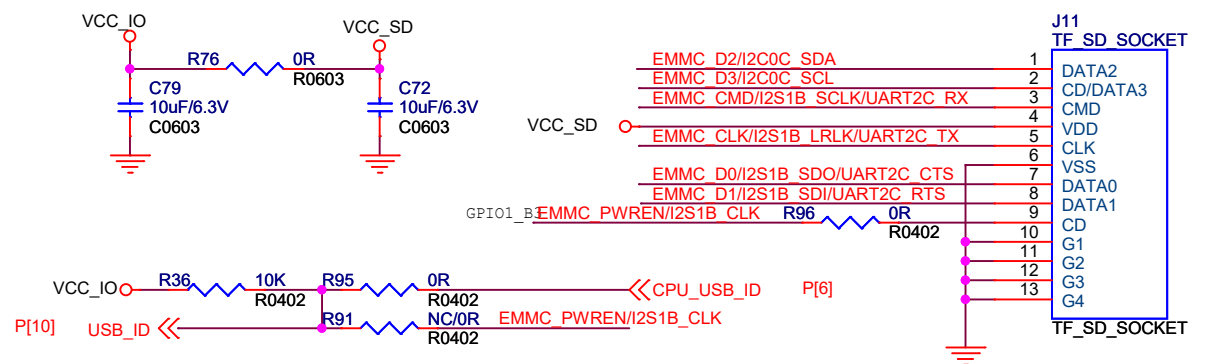 VCC_IO
VCC_SD
R76
0R
R0603
C79
10uF/6.3V
C0603
C72
10uF/6.3V
C0603
J11
TF_SD_SOCKET
EMMC_D2/I2C0C_SDA
1
DATA2
EMMC_D3/I2C0C_SCL
2
CD/DATA3
EMMC_CMD/I2S1B_SCLK/UART2C_RX
3
CMD
VCC_SD
4
VDD
EMMC_CLK/I2S1B_LRLK/UART2C_TX
5
CLK
6
VSS
EMMC_D0/I2S1B_SDO/UART2C_CTS
7
DATA0
EMMC_D1/I2S1B_SDI/UART2C_RTS
8
DATA1
GPIO1_B3
EMMC_PWREN/I2S1B_CLK
R96
0R
R0402
9
CD
10
G1
11
G2
12
G3
13
G4
TF_SD_SOCKET
VCC_IO
R36
10K
R0402
R95
0R
R0402
CPU_USB_ID
P[6]
P[10]
USB_ID
R91
NC/0R
R0402
EMMC_PWREN/I2S1B_CLK